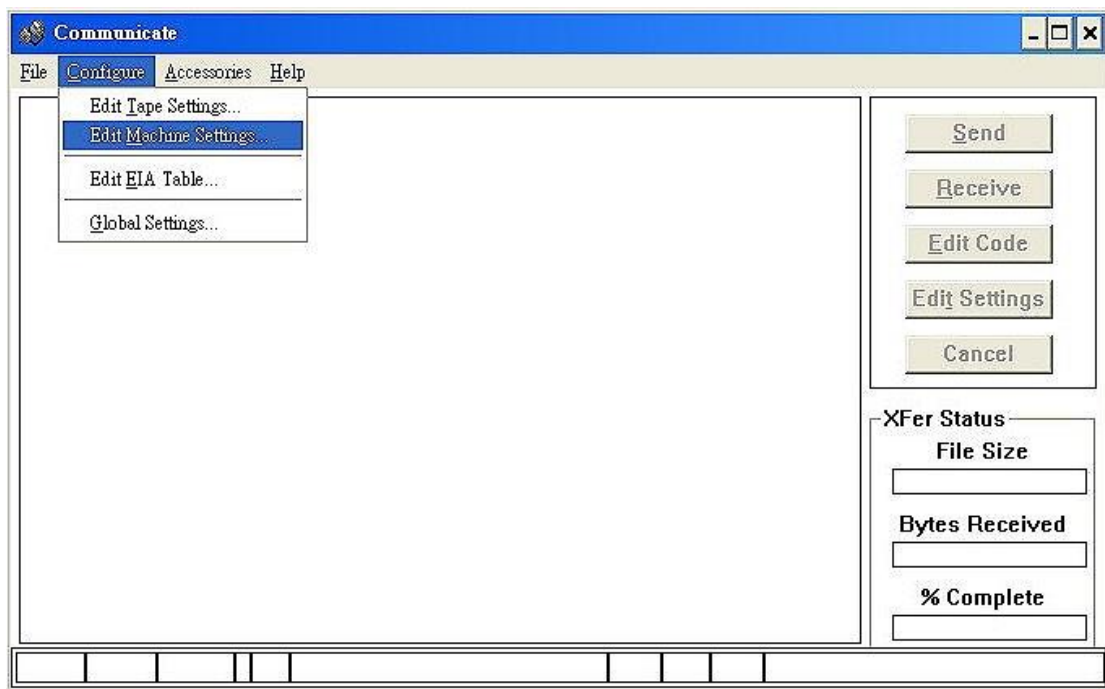 Communicate
File Configure Accessories Help
Edit Tape Settings...
Edit Machine Settings...
Edit EIA Table...
Global Settings...
Send
Receive
Edit Code
Edit Settings
Cancel
XFer Status
File Size
Bytes Received
% Complete